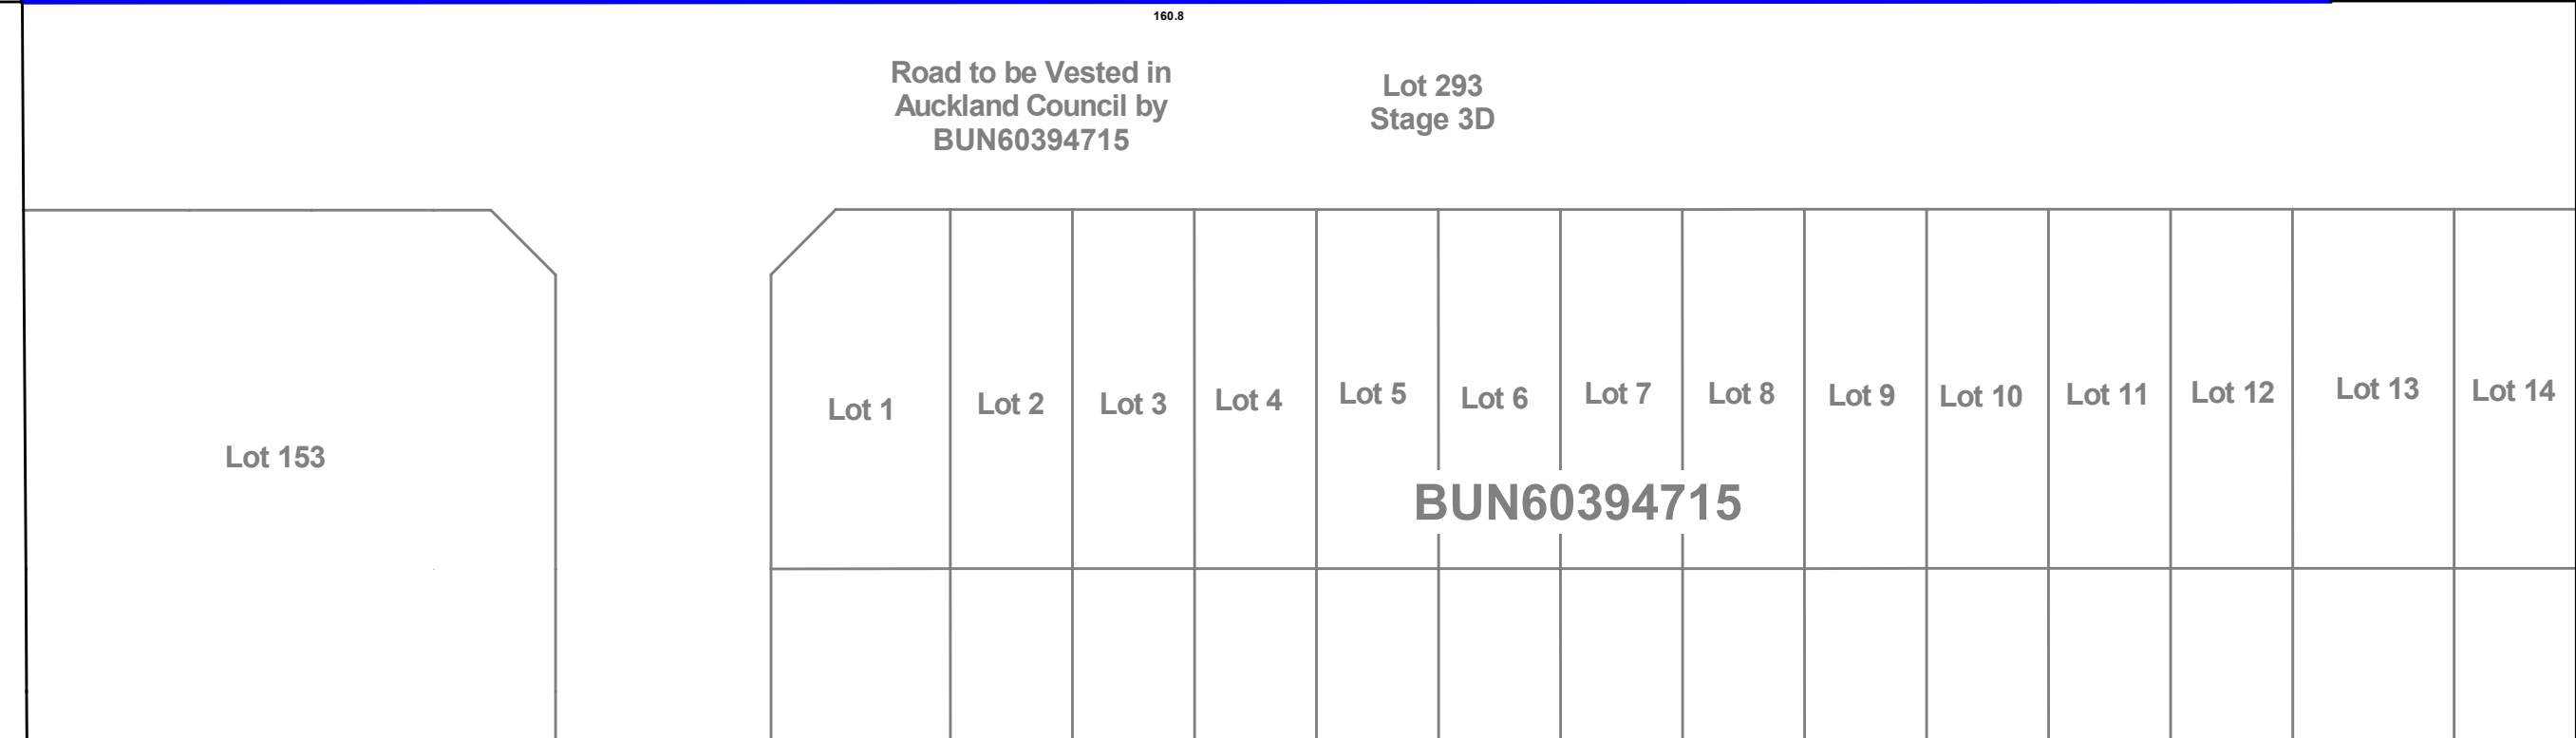 160.8
Road to be Vested in
Auckland Council by
BUN60394715
Lot 293
Stage 3D
Lot 153
Lot 1
Lot 2
Lot 3
Lot 4
Lot 5
Lot 6
Lot 7
Lot 8
Lot 9
Lot 10
Lot 11
Lot 12
Lot 13
Lot 14
BUN60394715